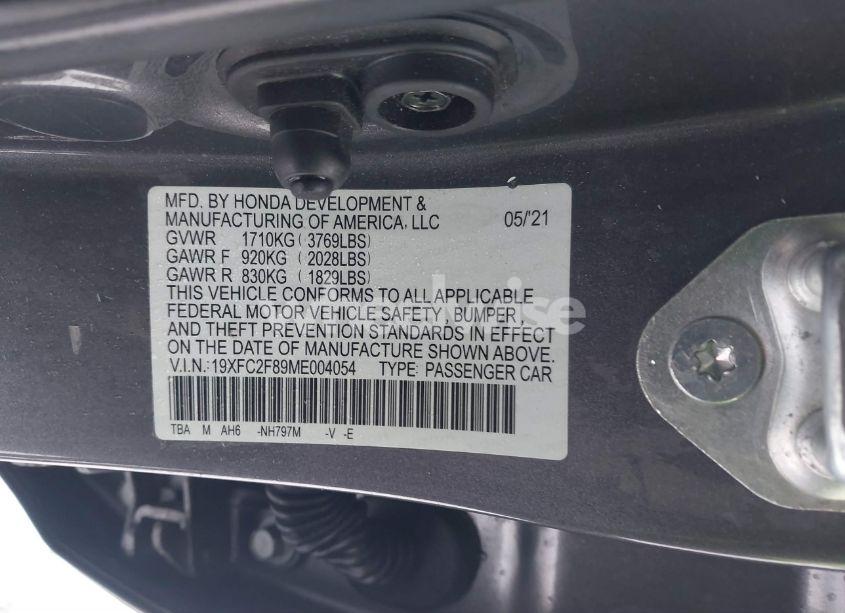 MFD. BY HONDA DEVELOPMENT &
MANUFACTURING OF AMERICA, LLC 05/'21
GVWR 1710KG ( 3769LBS)
GAWR F 920KG ( 2028LBS)
GAWR R 830KG ( 1829LBS)
THIS VEHICLE CONFORMS TO ALL APPLICABLE
FEDERAL MOTOR VEHICLE SAFETY, BUMPER,
AND THEFT PREVENTION STANDARDS IN EFFECT
ON THE DATE OF MANUFACTURE SHOWN ABOVE.
V.I.N.:19XFC2F89ME004054 TYPE: PASSENGER CAR
TBA M AH6 -NH797M -V -E